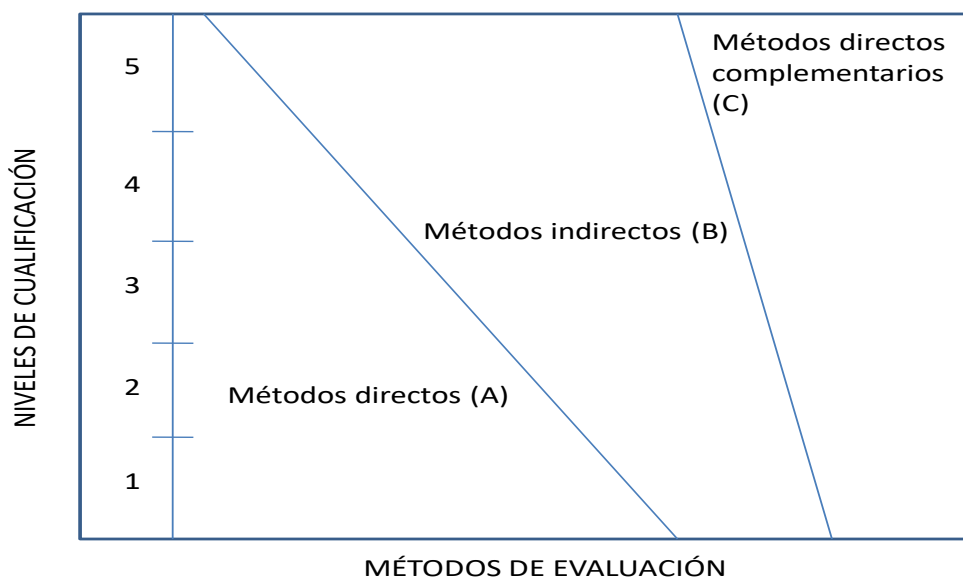 NIVELES DE CUALIFICACIÓN
5
4
3
2
1
Métodos directos
complementarios
(C)
Métodos indirectos (B)
Métodos directos (A)
MÉTODOS DE EVALUACIÓN